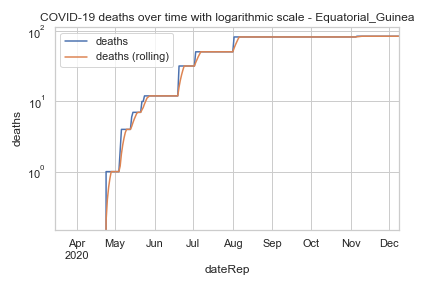 COVID-19 deaths over time with logarithmic scale - Equatorial_Guinea
10²
10¹
10⁰
deaths
deaths (rolling)
deaths
Apr
2020
May
Jun
Jul
Aug
Sep
Oct
Nov
Dec
dateRep